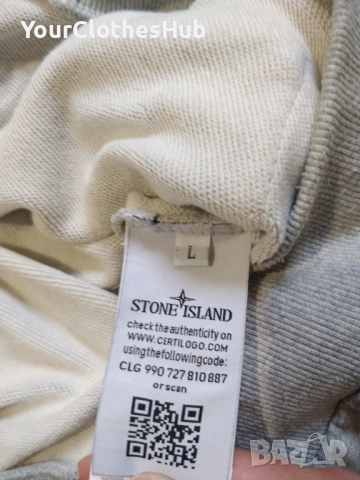 YourClothesHub
L
STONE ISLAND
check the authenticity on
WWW.CERTILOGO.COM
using the following code:
CLG 990 727 810 887
or scan
BAZAR